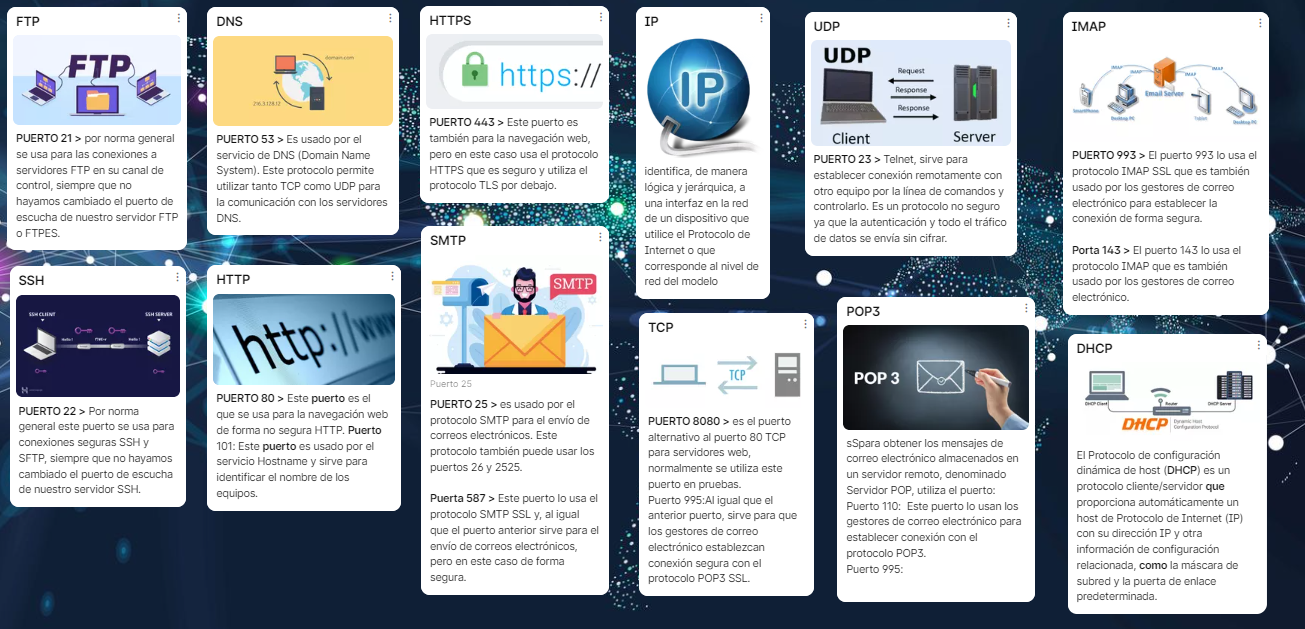 FTP
FTP
PUERTO 21 > por norma general
se usa para las conexiones a
servidores FTP en su canal de
control, siempre que no
hayamos cambiado el puerto de
escucha de nuestro servidor FTP
o FTPES.
SSH
SSH CLIENT
SSH SERVER
PUERTO 22 > Por norma
general este puerto se usa para
conexiones seguras SSH y
SFTP, siempre que no hayamos
cambiado el puerto de escucha
de nuestro servidor SSH.
DNS
domain.com
216.3.128.12
PUERTO 53 > Es usado por el
servicio de DNS (Domain Name
System). Este protocolo permite
utilizar tanto TCP como UDP para
la comunicación con los servidores
DNS.
HTTP
http://www
PUERTO 80 > Este puerto es el
que se usa para la navegación web
de forma no segura HTTP. Puerto
101: Este puerto es usado por el
servicio Hostname y sirve para
identificar el nombre de los
equipos.
HTTPS
https://
PUERTO 443 > Este puerto es
también para la navegación web,
pero en este caso usa el protocolo
HTTPS que es seguro y utiliza el
protocolo TLS por debajo.
SMTP
SMTP
Puerto 25
PUERTO 25 > es usado por el
protocolo SMTP para el envío de
correos electrónicos. Este
protocolo también puede usar los
puertos 26 y 2525.
Puerta 587 > Este puerto lo usa el
protocolo SMTP SSL y, al igual
que el puerto anterior sirve para el
envío de correos electrónicos,
pero en este caso de forma
segura.
IP
IP
identifica, de manera
lógica y jerárquica, a
una interfaz en la red
de un dispositivo que
utilice el Protocolo de
Internet o que
corresponde al nivel de
red del modelo
TCP
TCP
PUERTO 8080 > es el puerto
alternativo al puerto 80 TCP
para servidores web,
normalmente se utiliza este
puerto en pruebas.
Puerto 995:Al igual que el
anterior puerto, sirve para que
los gestores de correo
electrónico establezcan
conexión segura con el
protocolo POP3 SSL.
UDP
UDP
Request
Response
Response
Client
Server
PUERTO 23 > Telnet, sirve para
establecer conexión remotamente con
otro equipo por la línea de comandos y
controlarlo. Es un protocolo no seguro
ya que la autenticación y todo el tráfico
de datos se envía sin cifrar.
POP3
POP 3
sSpara obtener los mensajes de
correo electrónico almacenados en
un servidor remoto, denominado
Servidor POP, utiliza el puerto:
Puerto 110: Este puerto lo usan los
gestores de correo electrónico para
establecer conexión con el
protocolo POP3.
Puerto 995:
IMAP
IMAP
IMAP
IMAP
IMAP
Email Server
SmartPhone
Desktop PC
Tablet
Desktop PC
PUERTO 993 > El puerto 993 lo usa el
protocolo IMAP SSL que es también
usado por los gestores de correo
electrónico para establecer la
conexión de forma segura.
Porta 143 > El puerto 143 lo usa el
protocolo IMAP que es también
usado por los gestores de correo
electrónico.
DHCP
DHCP Client
Router
DHCP Server
DHCP
Dynamic Host
Configuration Protocol
El Protocolo de configuración
dinámica de host (DHCP) es un
protocolo cliente/servidor que
proporciona automáticamente un
host de Protocolo de Internet (IP)
con su dirección IP y otra
información de configuración
relacionada, como la máscara de
subred y la puerta de enlace
predeterminada.